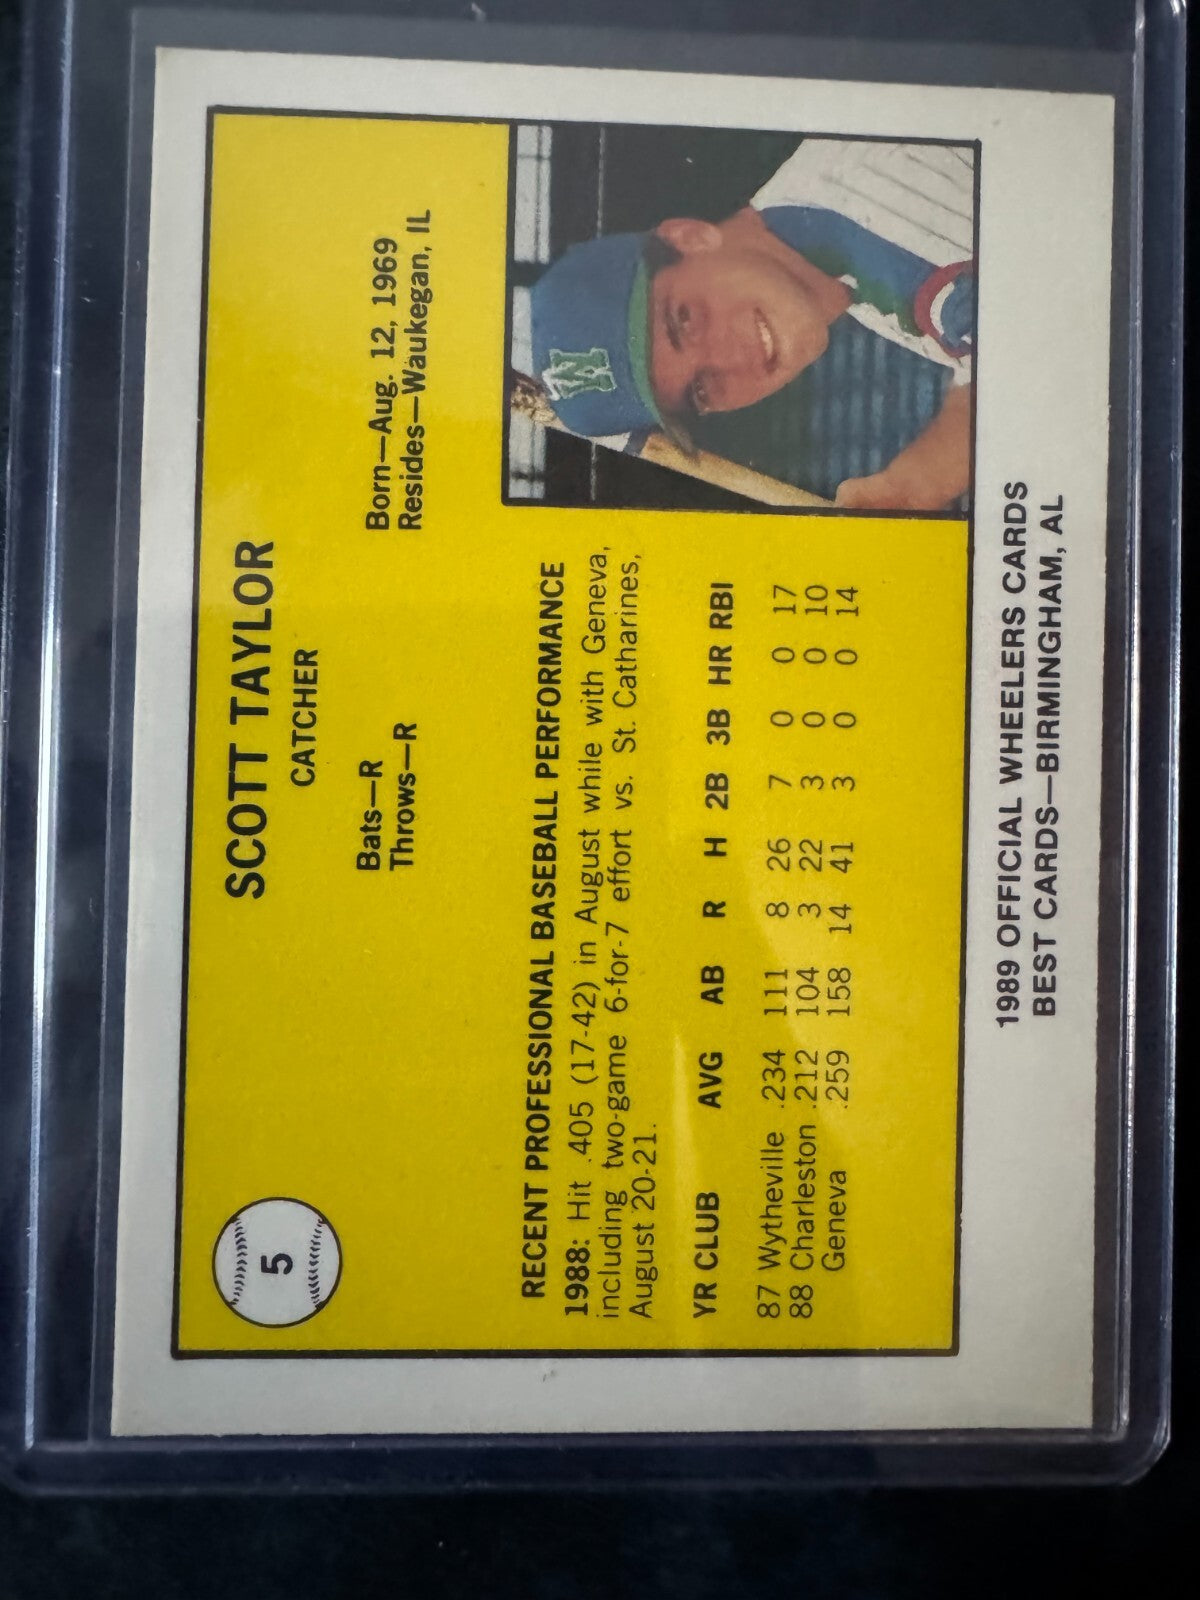 5
SCOTT TAYLOR
CATCHER
Bats—R
Throws—R
Born—Aug. 12, 1969
Resides—Waukegan, IL
RECENT PROFESSIONAL BASEBALL PERFORMANCE
1988: Hit .405 (17-42) in August while with Geneva,
including two-game 6-for-7 effort vs. St. Catharines,
August 20-21.
YR CLUB AVG AB R H 2B 3B HR RBI
87 Wytheville .234 111 8 26 7 0 0 17
88 Charleston .212 104 3 22 3 0 0 10
Geneva .259 158 14 41 3 0 0 14
W
1989 OFFICIAL WHEELERS CARDS
BEST CARDS—BIRMINGHAM, AL